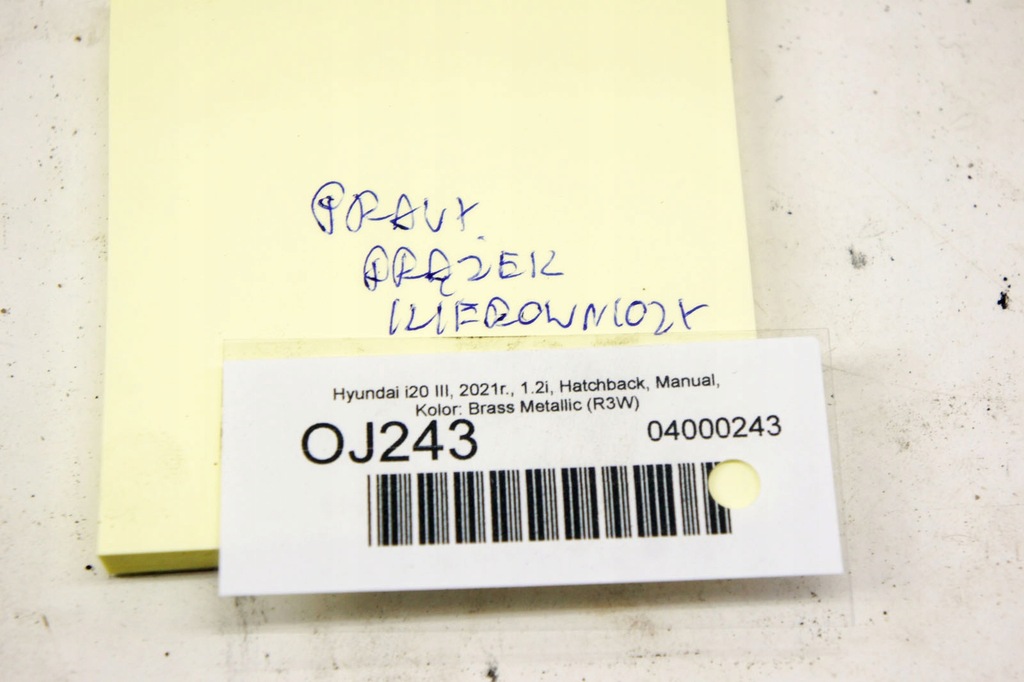 PRAWY
DRĄŻEK
KIEROWNICZY
Hyundai i20 III, 2021r., 1.2i, Hatchback, Manual,
Kolor: Brass Metallic (R3W)
OJ243 04000243